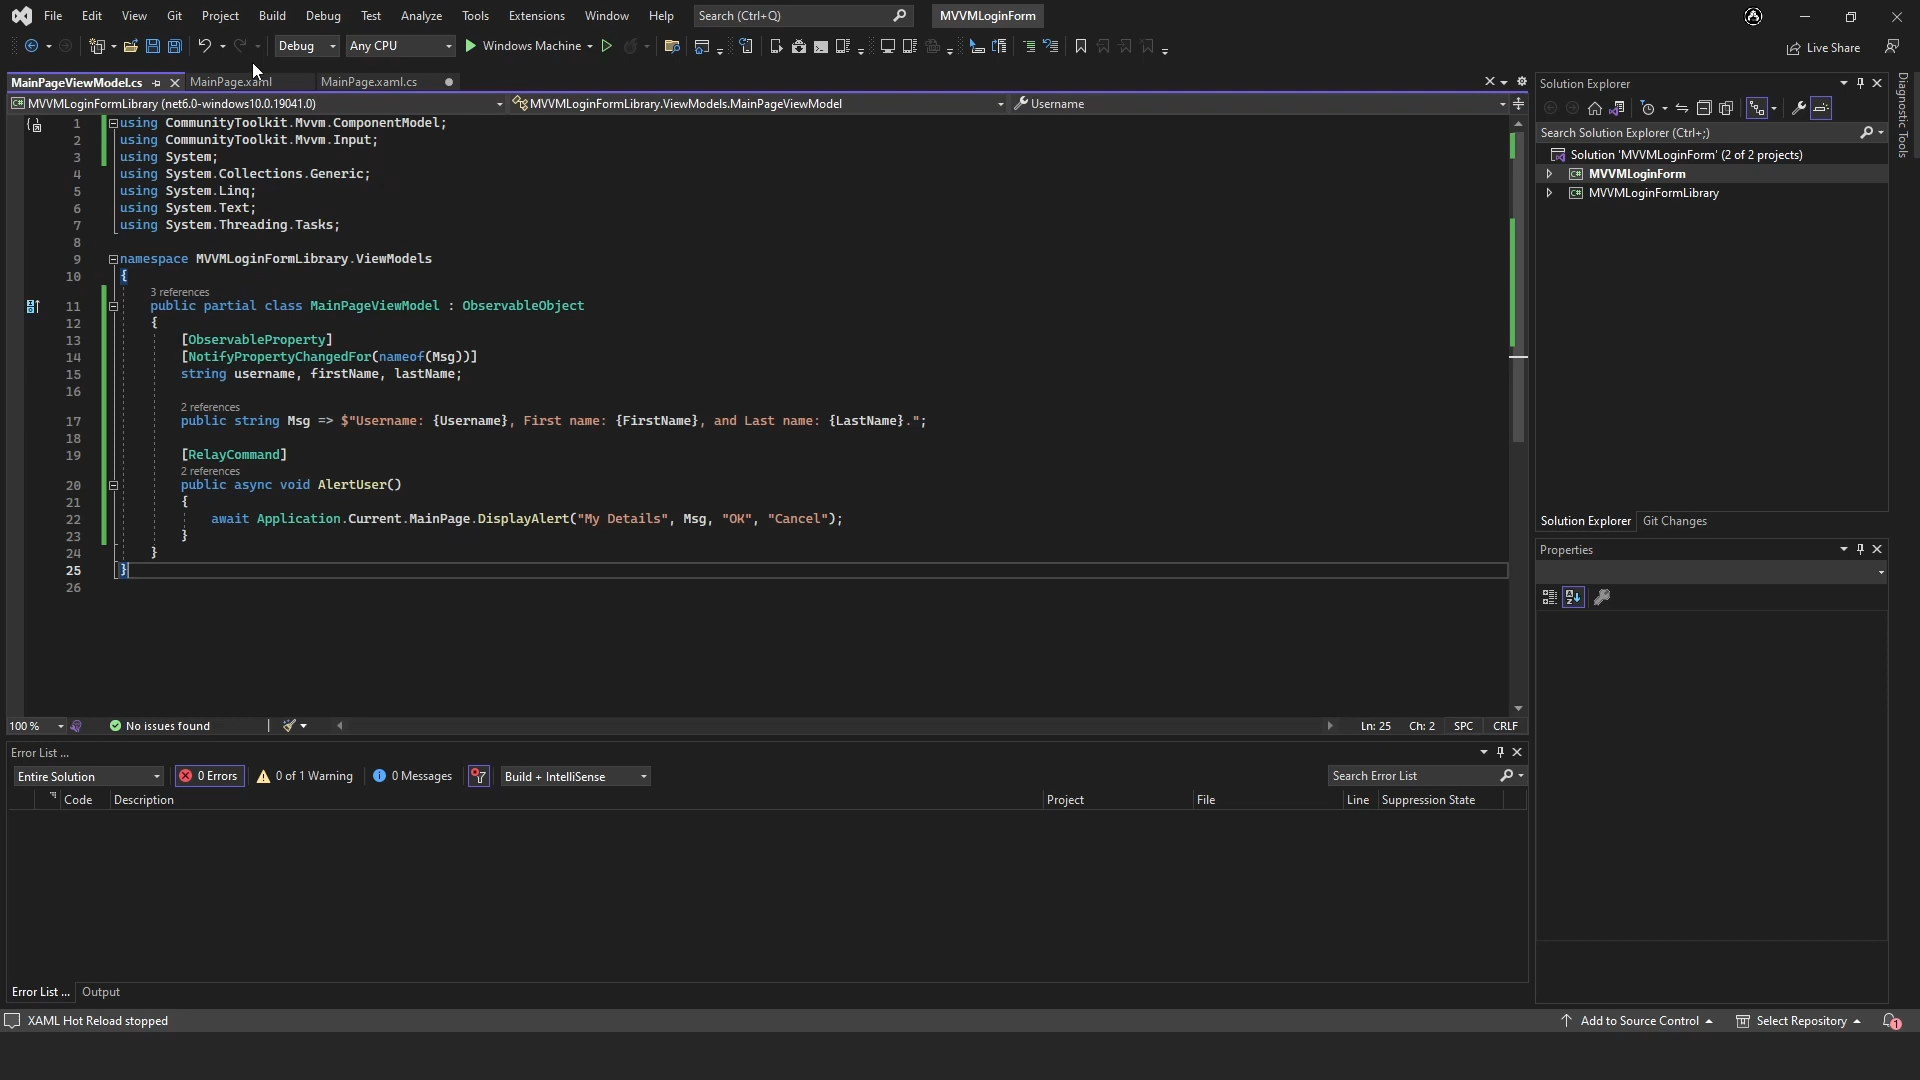 File Edit View Git Project Build Debug Test Analyze Tools Extensions Window Help Search (Ctrl+Q) MVVMLoginForm
Debug Any CPU Windows Machine Live Share
MainPageViewModel.cs MainPage.xaml MainPage.xaml.cs
MVVMLoginFormLibrary (net6.0-windows10.0.19041.0) MVVMLoginFormLibrary.ViewModels.MainPageViewModel Username
1 using CommunityToolkit.Mvvm.ComponentModel;
2 using CommunityToolkit.Mvvm.Input;
3 using System;
4 using System.Collections.Generic;
5 using System.Linq;
6 using System.Text;
7 using System.Threading.Tasks;
8
9 namespace MVVMLoginFormLibrary.ViewModels
10 {
3 references
11 public partial class MainPageViewModel : ObservableObject
12 {
13 [ObservableProperty]
14 [NotifyPropertyChangedFor(nameof(Msg))]
15 string username, firstName, lastName;
16
2 references
17 public string Msg => $"Username: {Username}, First name: {FirstName}, and Last name: {LastName}.";
18
19 [RelayCommand]
2 references
20 public async void AlertUser()
21 {
22 await Application.Current.MainPage.DisplayAlert("My Details", Msg, "OK", "Cancel");
23 }
24 }
25 }
26
100 % No issues found Ln: 25 Ch: 2 SPC CRLF
Error List ...
Entire Solution 0 Errors 0 of 1 Warning 0 Messages Build + IntelliSense Search Error List
Code Description Project File Line Suppression State
Error List ... Output
XAML Hot Reload stopped Add to Source Control Select Repository 1
Solution Explorer
Search Solution Explorer (Ctrl+;)
Solution 'MVVMLoginForm' (2 of 2 projects)
MVVMLoginForm
MVVMLoginFormLibrary
Solution Explorer Git Changes
Properties
Diagnostic Tools